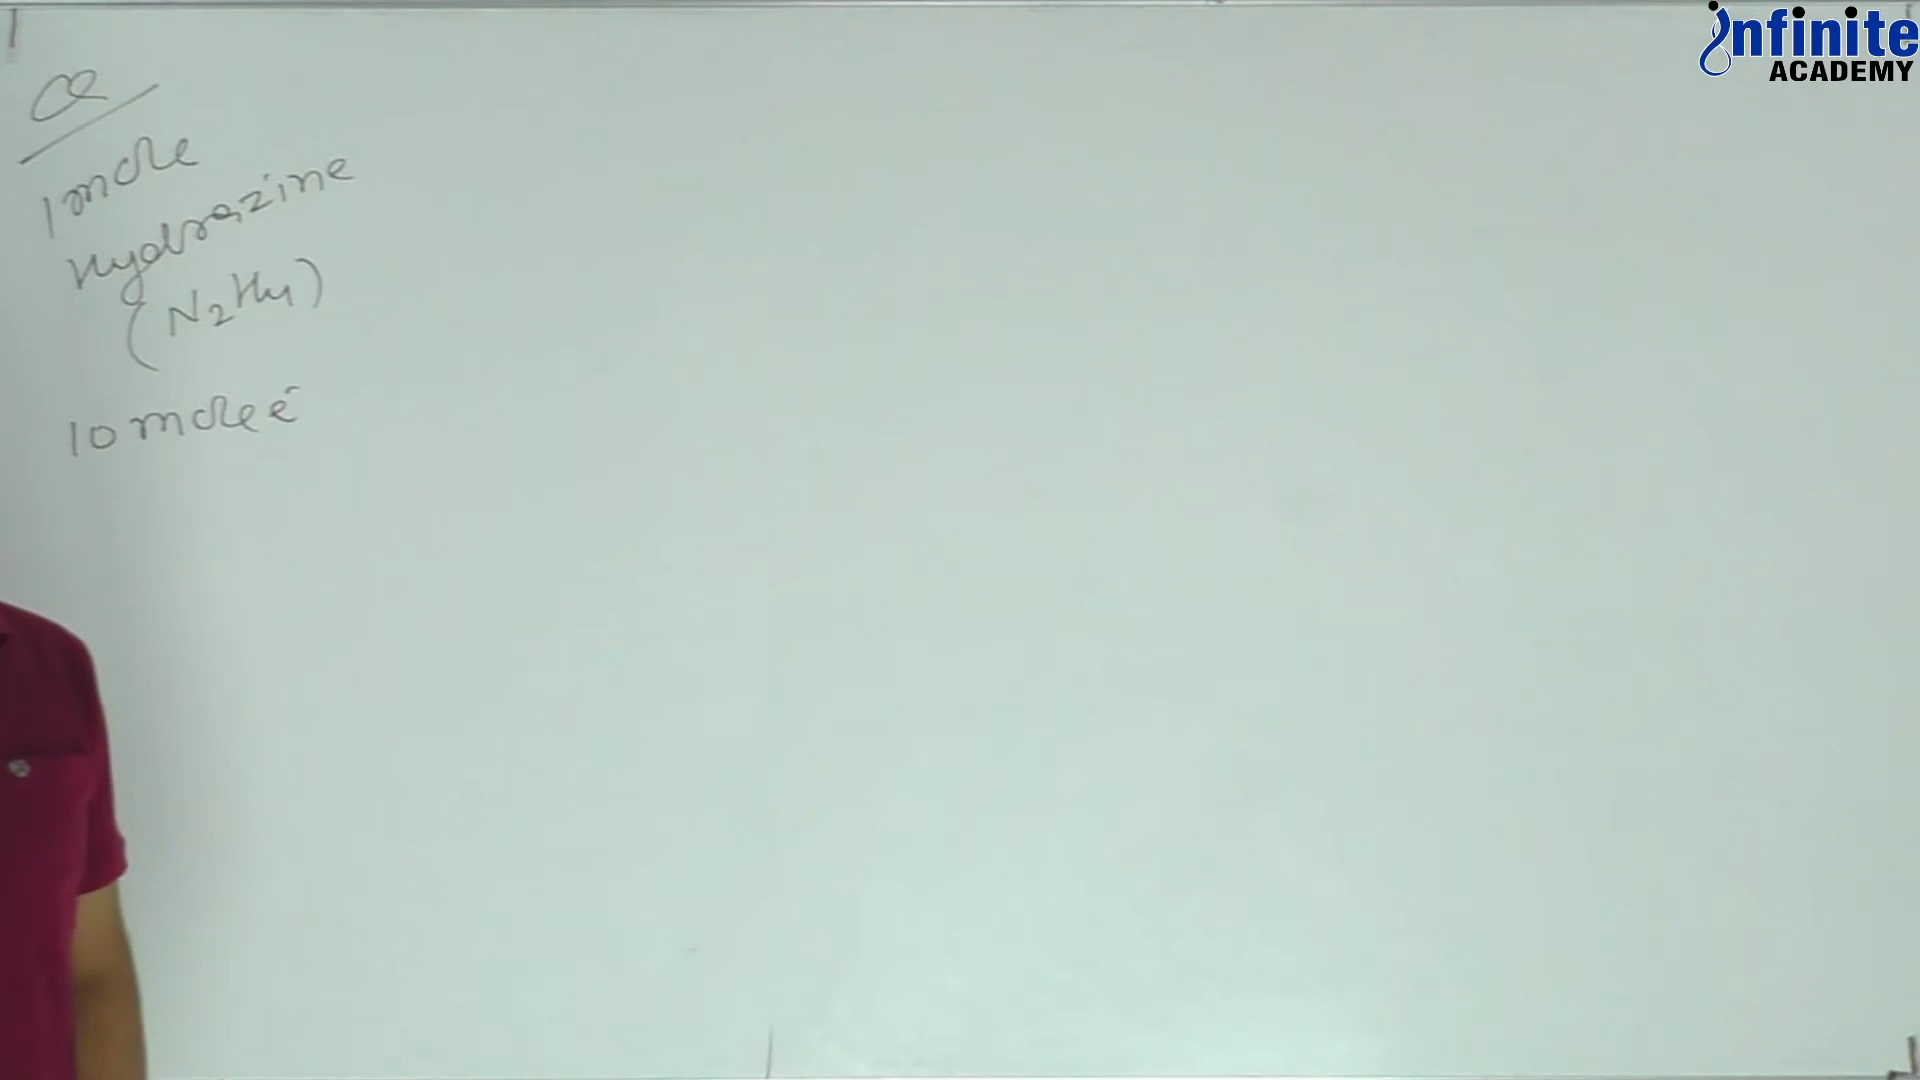 infinite
ACADEMY
Q
1 mole
Hydrazine
(N2H4)
10 mole e-